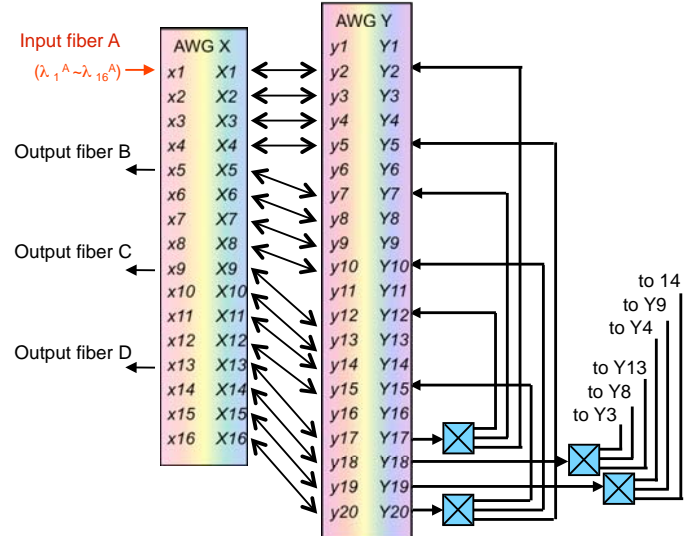 Input fiber A
(λ 1 A ~ λ 16 A)
Output fiber B
Output fiber C
Output fiber D
AWG X
x1 X1
x2 X2
x3 X3
x4 X4
x5 X5
x6 X6
x7 X7
x8 X8
x9 X9
x10 X10
x11 X11
x12 X12
x13 X13
x14 X14
x15 X15
x16 X16
AWG Y
y1 Y1
y2 Y2
y3 Y3
y4 Y4
y5 Y5
y6 Y6
y7 Y7
y8 Y8
y9 Y9
y10 Y10
y11 Y11
y12 Y12
y13 Y13
y14 Y14
y15 Y15
y16 Y16
y17 Y17
y18 Y18
y19 Y19
y20 Y20
to 14
to Y9
to Y4
to Y13
to Y8
to Y3